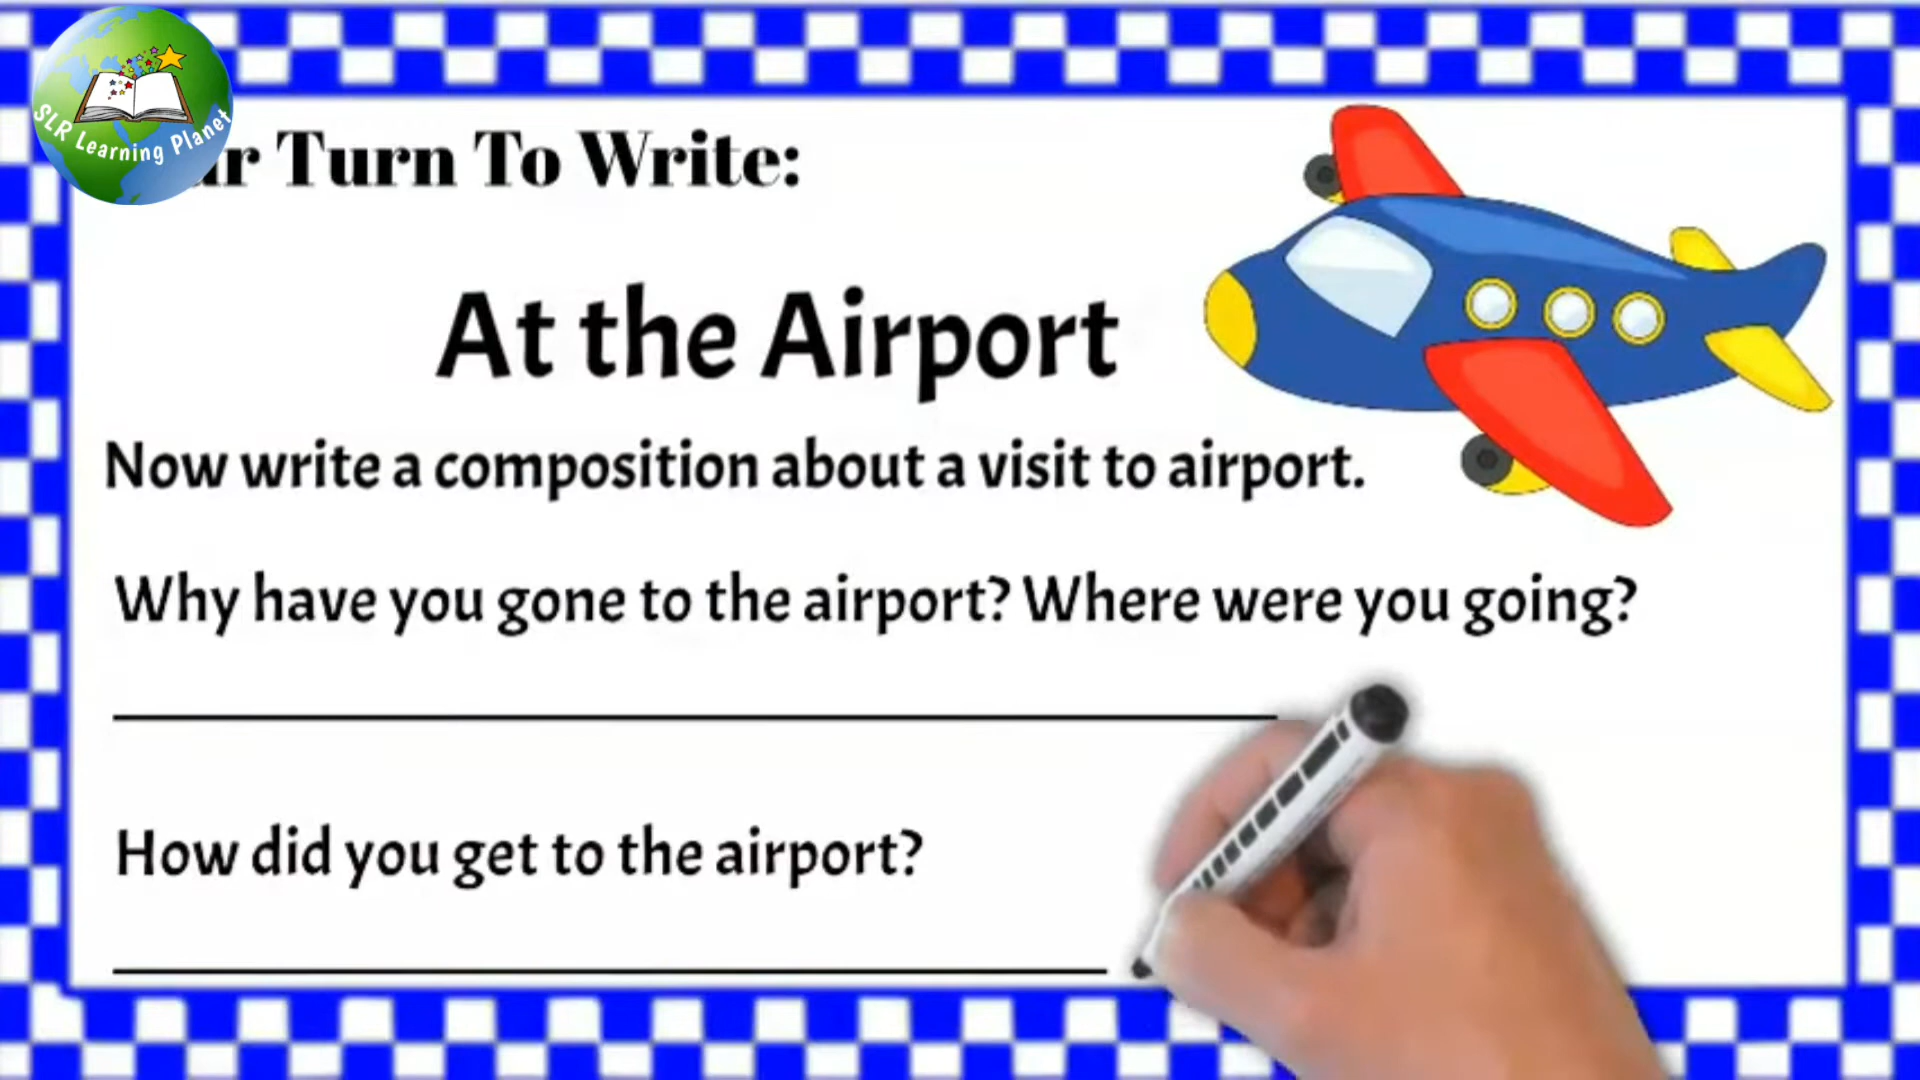 SLR Learning Planet
Turn To Write:
At the Airport
Now write a composition about a visit to airport.
Why have you gone to the airport? Where were you going?
How did you get to the airport?